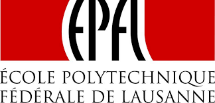 EPFL
ÉCOLE POLYTECHNIQUE
FÉDÉRALE DE LAUSANNE